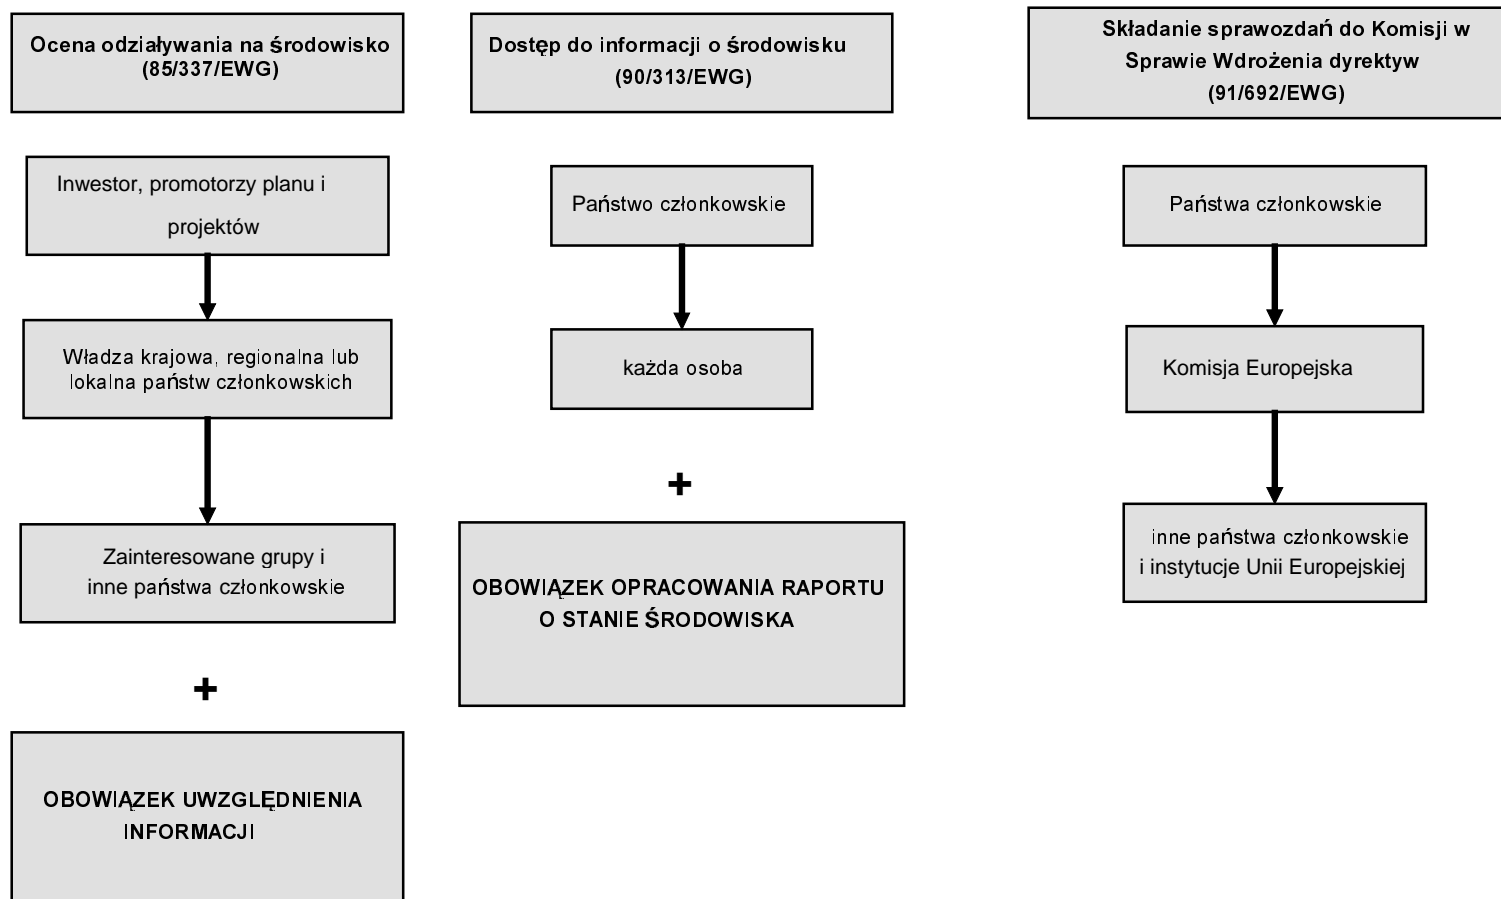 Ocena odziaływania na środowisko
(85/337/EWG)
Inwestor, promotorzy planu i
projektów
Władza krajowa, regionalna lub
lokalna państw członkowskich
Zainteresowane grupy i
inne państwa członkowskie
+
OBOWIĄZEK UWZGLĘDNIENIA
INFORMACJI
Dostęp do informacji o środowisku
(90/313/EWG)
Państwo członkowskie
każda osoba
+
OBOWIĄZEK OPRACOWANIA RAPORTU
O STANIE ŚRODOWISKA
Składanie sprawozdań do Komisji w
Sprawie Wdrożenia dyrektyw
(91/692/EWG)
Państwa członkowskie
Komisja Europejska
inne państwa członkowskie
i instytucje Unii Europejskiej